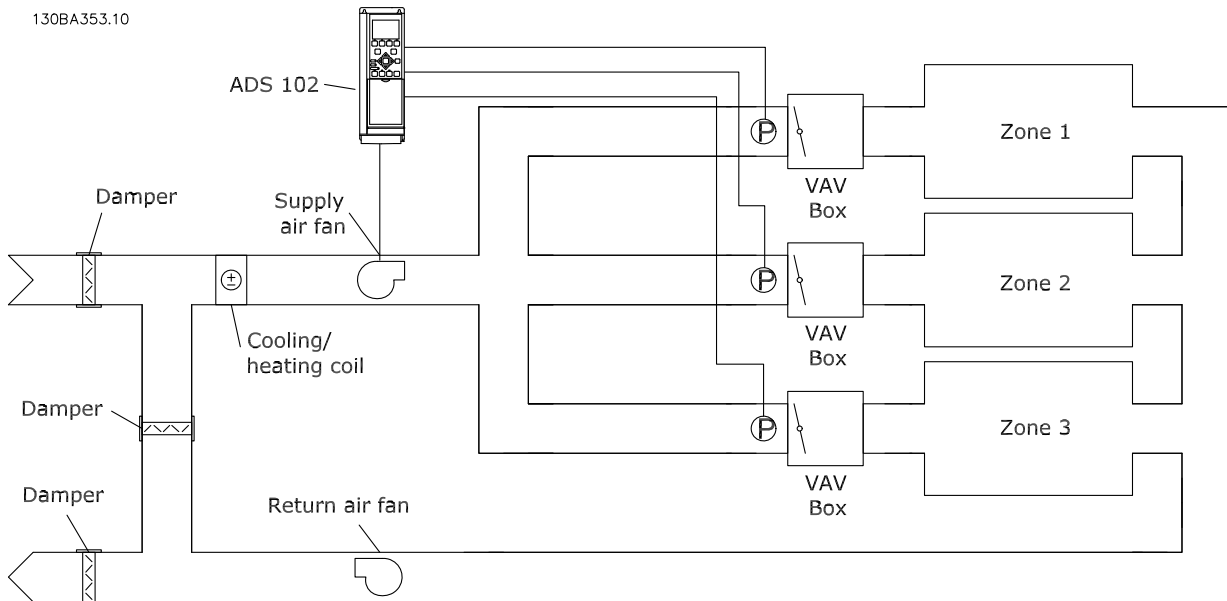 130BA353.10
ADS 102
Damper
Supply
air fan
Cooling/
heating coil
Damper
Damper
Return air fan
P
VAV
Box
Zone 1
P
VAV
Box
Zone 2
P
VAV
Box
Zone 3